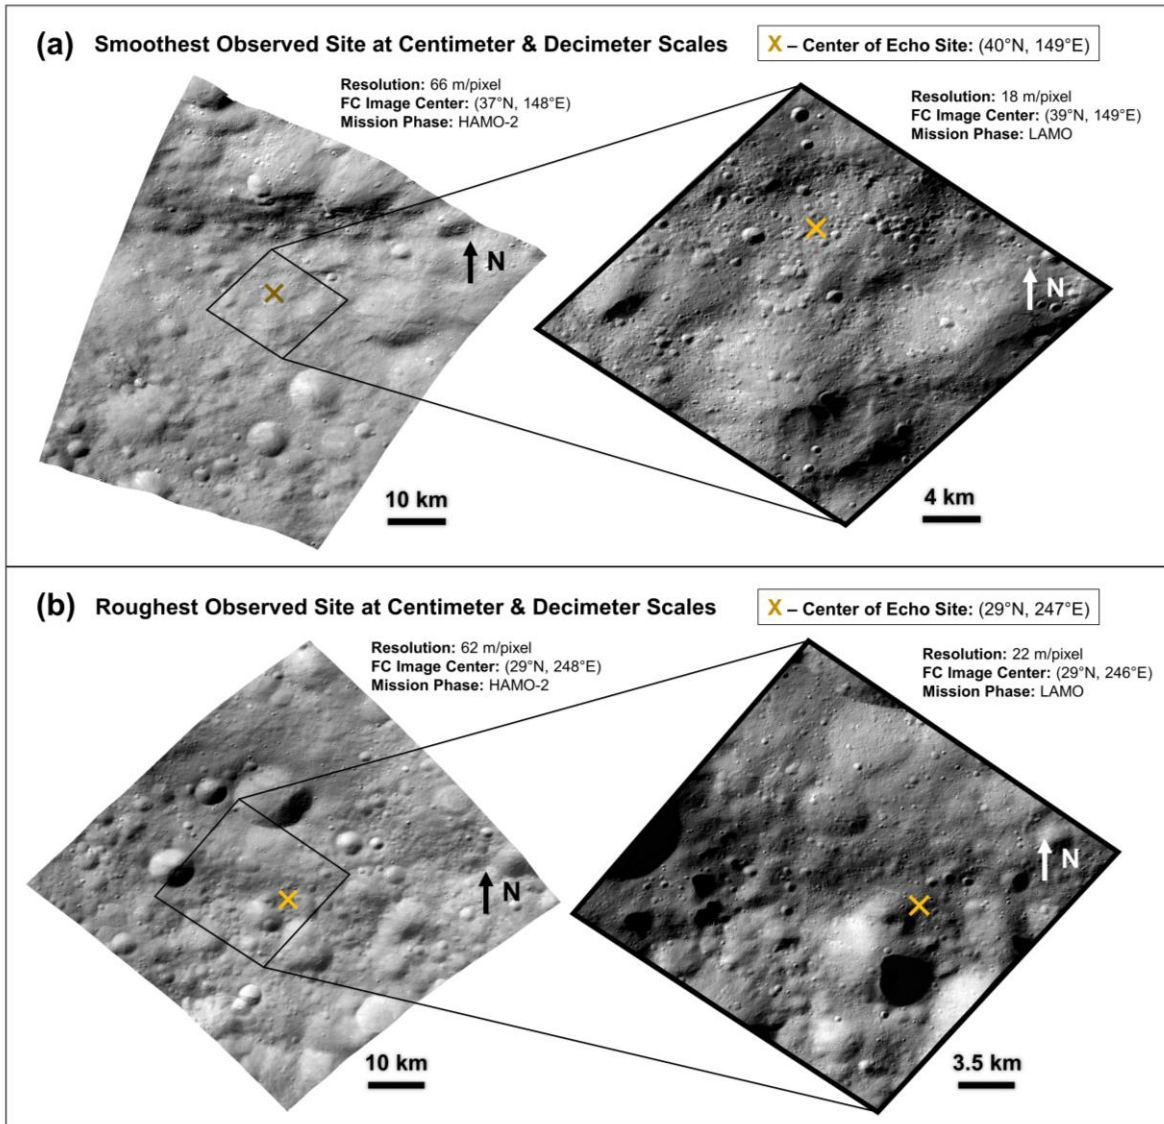 (a) Smoothest Observed Site at Centimeter & Decimeter Scales
X – Center of Echo Site: (40°N, 149°E)
Resolution: 66 m/pixel
FC Image Center: (37°N, 148°E)
Mission Phase: HAMO-2
Resolution: 18 m/pixel
FC Image Center: (39°N, 149°E)
Mission Phase: LAMO
N
N
10 km
4 km
(b) Roughest Observed Site at Centimeter & Decimeter Scales
X – Center of Echo Site: (29°N, 247°E)
Resolution: 62 m/pixel
FC Image Center: (29°N, 248°E)
Mission Phase: HAMO-2
Resolution: 22 m/pixel
FC Image Center: (29°N, 246°E)
Mission Phase: LAMO
N
N
10 km
3.5 km